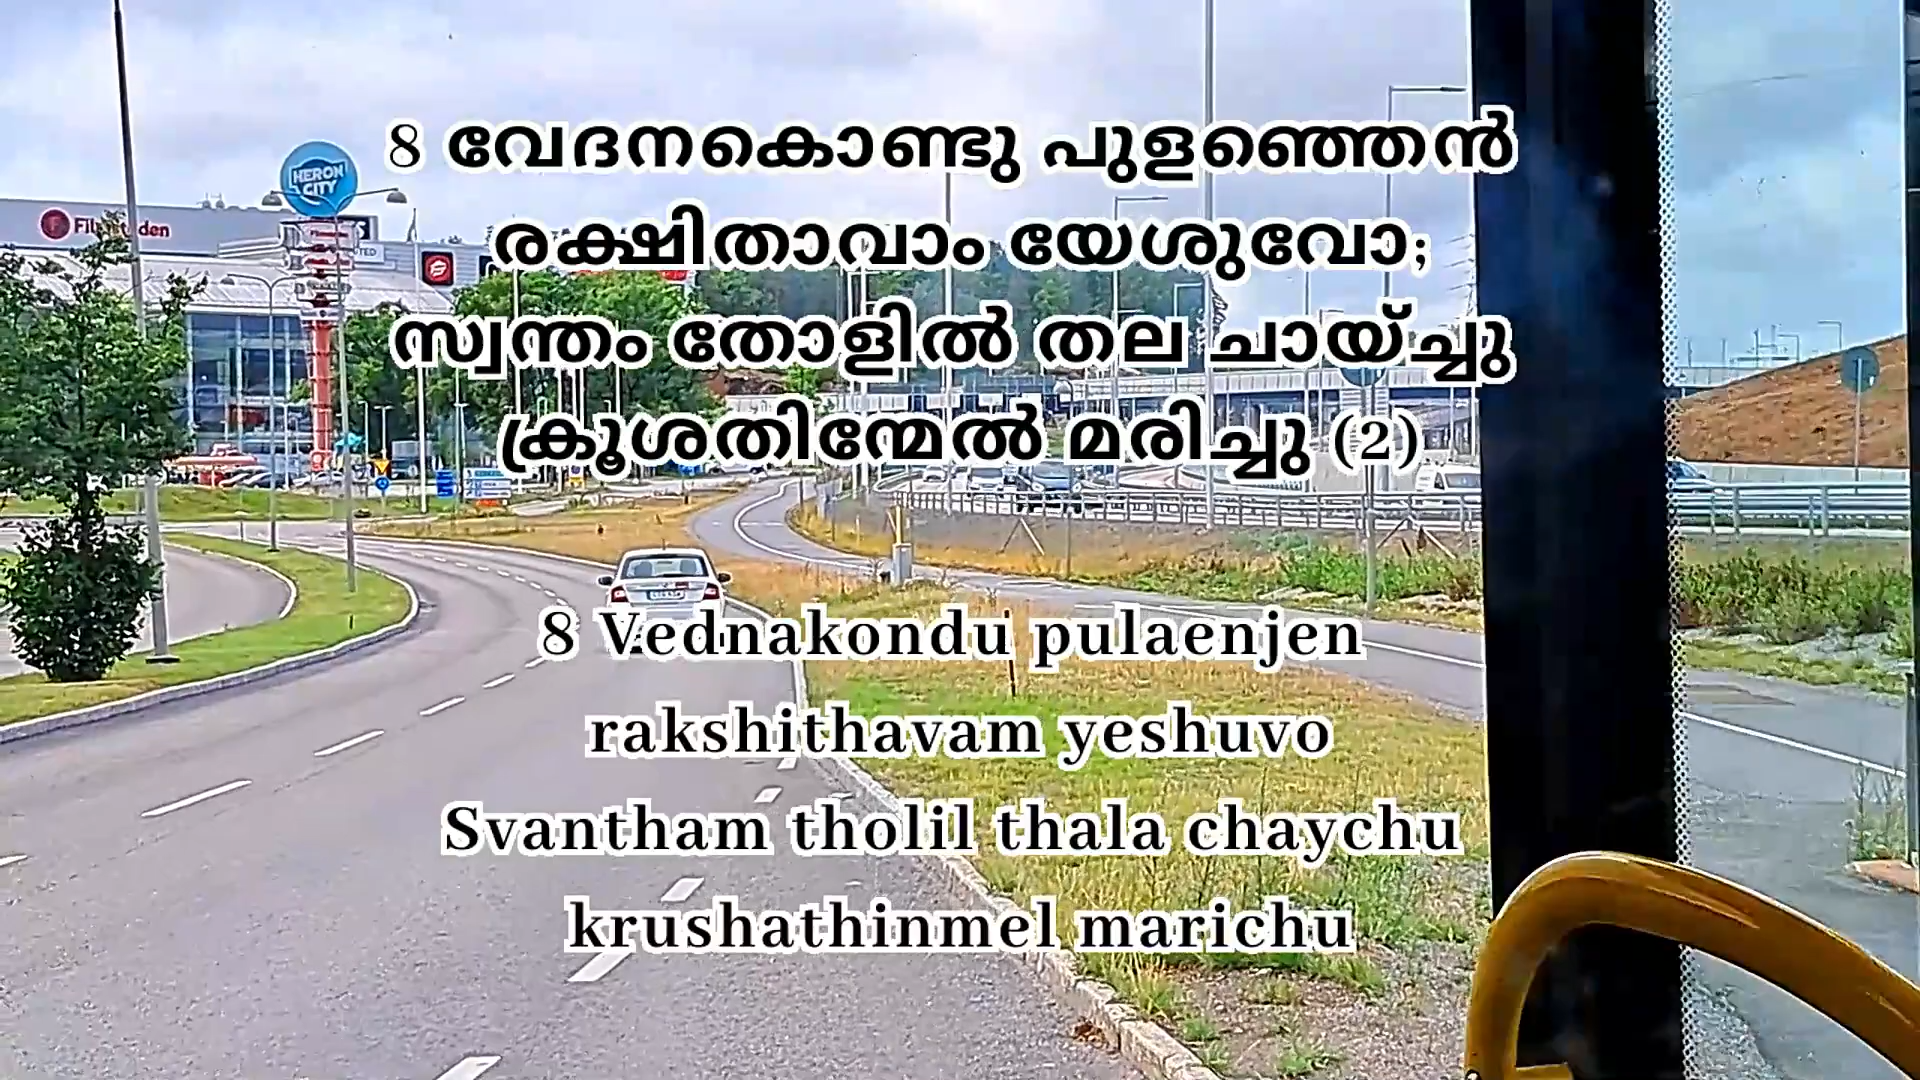 HERON
CITY
8 വേദനകൊണ്ടു പുളഞ്ഞെൻ
രക്ഷിതാവാം യേശുവോ;
സ്വന്തം തോളിൽ തല ചായ്ച്ചു
ക്രൂശതിന്മേൽ മരിച്ചു (2)
8 Vednakondu pulaenjen
rakshithavam yeshuvo
Svantham tholil thala chaychu
krushathinmel marichu